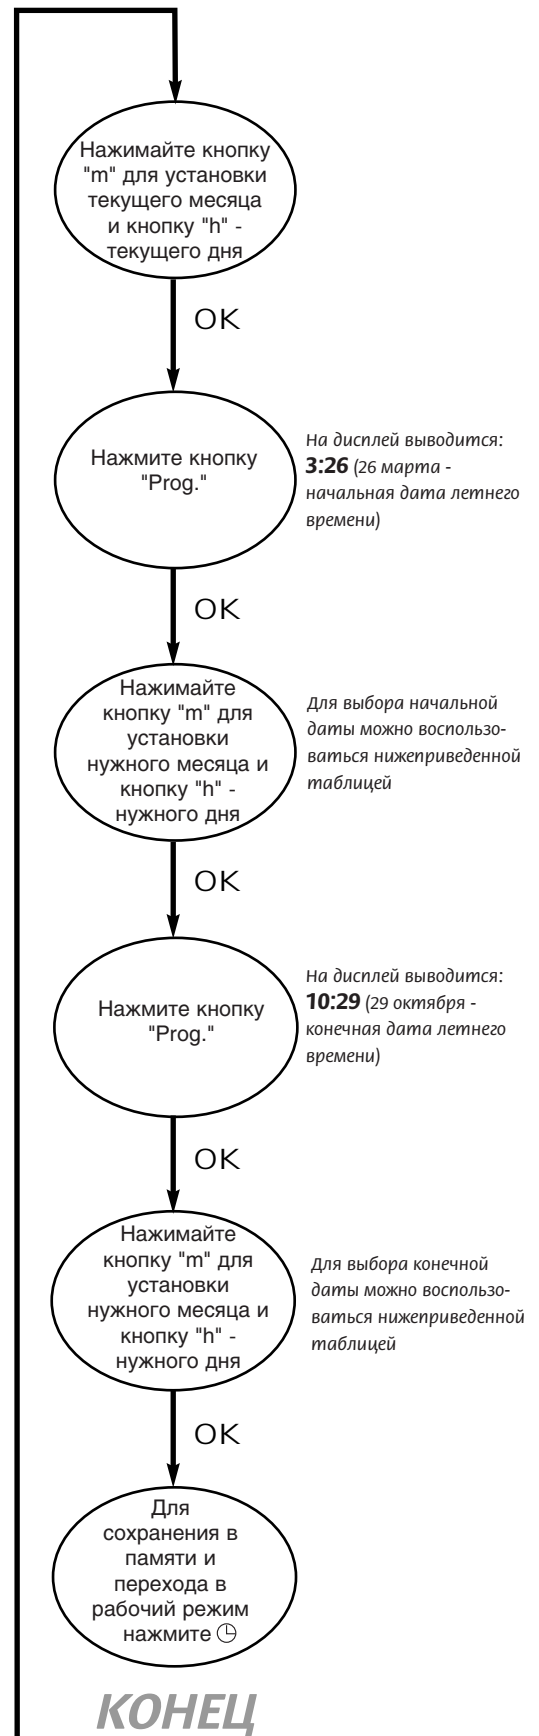 Нажимайте кнопку
"m" для установки
текущего месяца
и кнопку "h" -
текущего дня
OK
Нажмите кнопку
"Prog."
На дисплей выводится:
3:26 (26 марта -
начальная дата летнего
времени)
OK
Нажимайте
кнопку "m" для
установки
нужного месяца и
кнопку "h" -
нужного дня
Для выбора начальной
даты можно воспользо-
ваться нижеприведенной
таблицей
OK
Нажмите кнопку
"Prog."
На дисплей выводится:
10:29 (29 октября -
конечная дата летнего
времени)
OK
Нажимайте
кнопку "m" для
установки
нужного месяца и
кнопку "h" -
нужного дня
Для выбора конечной
даты можно воспользо-
ваться нижеприведенной
таблицей
OK
Для
сохранения в
памяти и
перехода в
рабочий режим
нажмите
КОНЕЦ